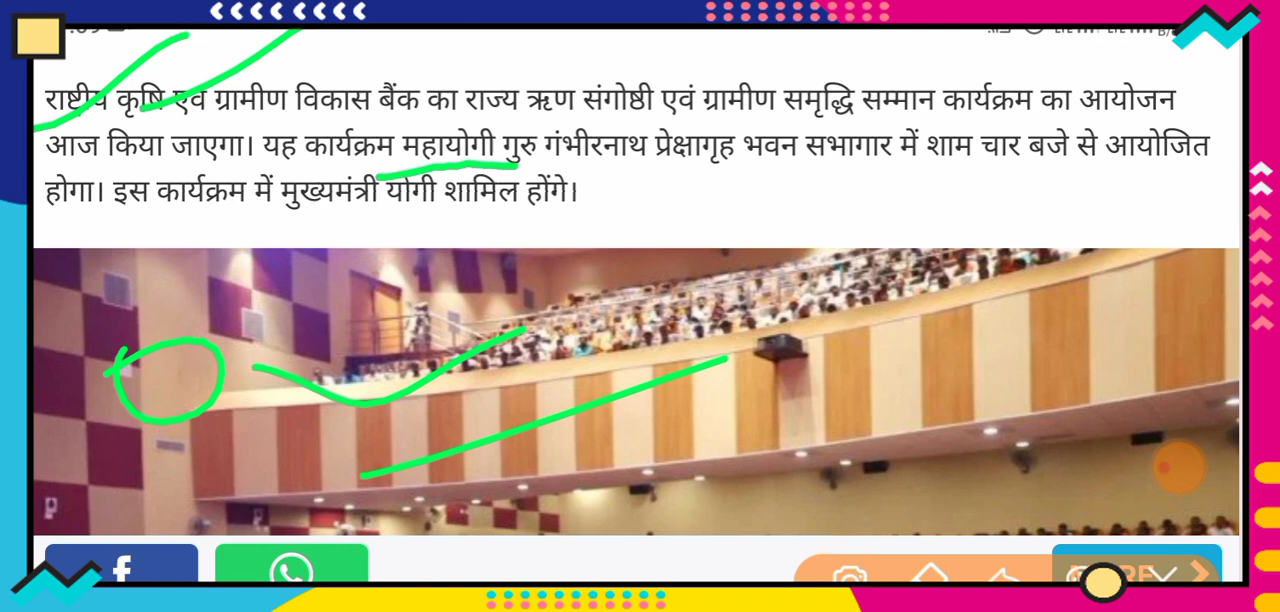 राष्ट्रीय कृषि एवं ग्रामीण विकास बैंक का राज्य ऋण संगोष्ठी एवं ग्रामीण समृद्धि सम्मान कार्यक्रम का आयोजन
आज किया जाएगा। यह कार्यक्रम महायोगी गुरु गंभीरनाथ प्रेक्षागृह भवन सभागार में शाम चार बजे से आयोजित
होगा। इस कार्यक्रम में मुख्यमंत्री योगी शामिल होंगे।